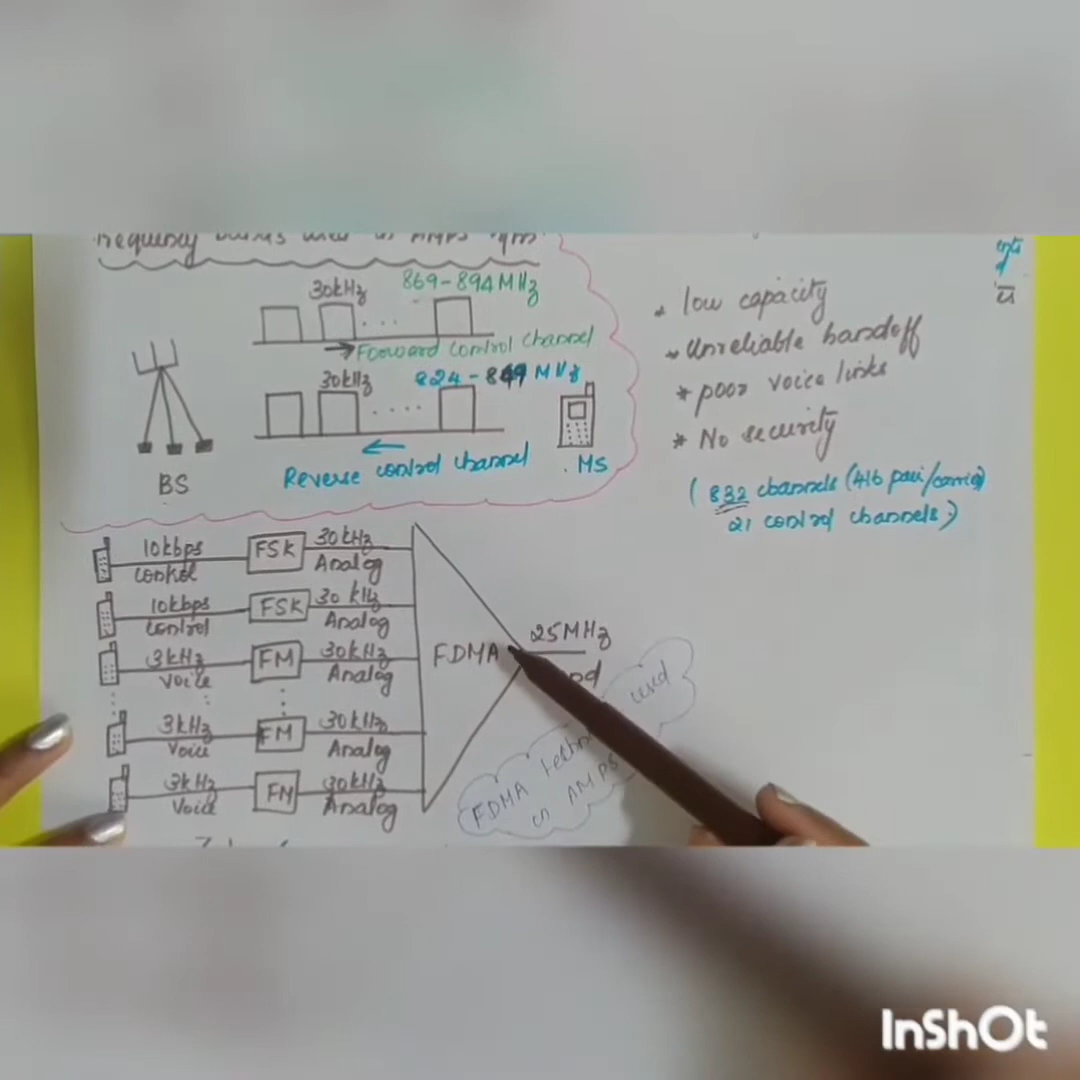 30kHz 869-894MHz
Forward control channel
30kHz 824-849 MHz
Reverse control channel
BS
MS
* low capacity
* Unreliable handoff
* poor voice links
* No security
(832 channels (416 pair/carrier)
21 control channels)
10kbps FSK 30kHz
control Analog
10kbps FSK 30 kHz
control Analog
3kHz FM 30kHz
voice Analog
FDMA
25MHz
3kHz FM 30kHz
Voice Analog
3kHz FM 30kHz
Voice Analog
FDMA used
in AMPS
InShOt